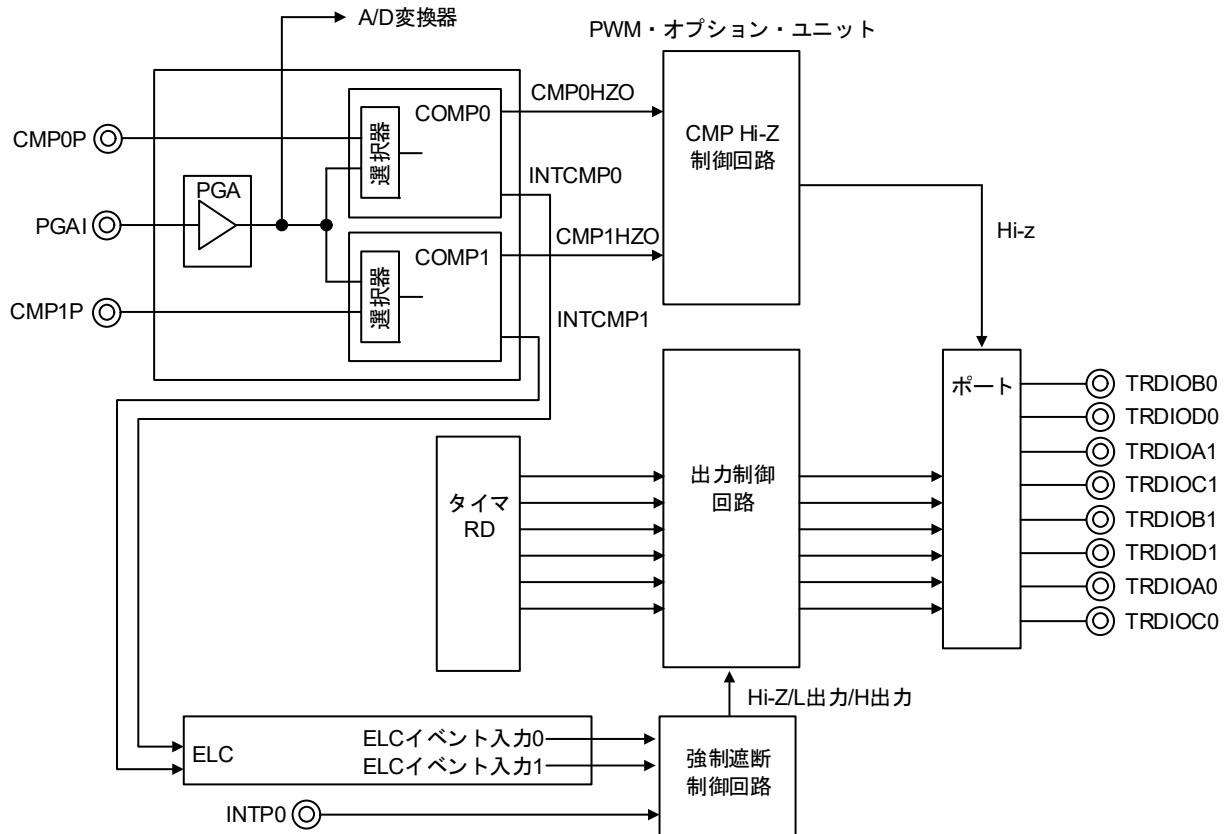 A/D変換器
PWM・オプション・ユニット
CMP0P
PGAI
CMP1P
PGA
選択器
COMP0
選択器
COMP1
CMP0HZO
INTCMP0
CMP1HZO
INTCMP1
CMP Hi-Z
制御回路
Hi-z
ポート
TRDIOB0
TRDIOD0
TRDIOA1
TRDIOC1
TRDIOB1
TRDIOD1
TRDIOA0
TRDIOC0
タイマ
RD
出力制御
回路
Hi-Z/L出力/H出力
ELC
ELCイベント入力0
ELCイベント入力1
強制遮断
制御回路
INTP0